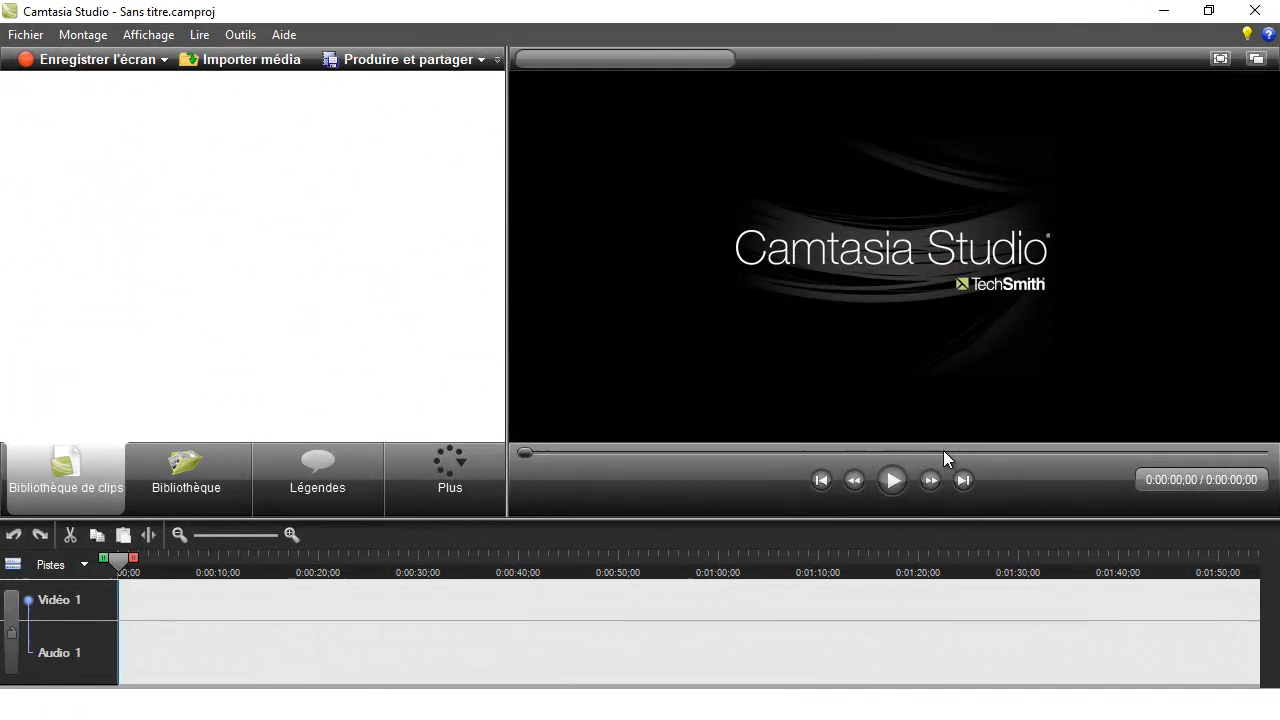 Camtasia Studio - Sans titre.camproj
Fichier Montage Affichage Lire Outils Aide
Enregistrer l'écran Importer média Produire et partager
Camtasia Studio®
TechSmith
Bibliothèque de clips Bibliothèque Légendes Plus
0:00:00;00 / 0:00:00;00
Pistes
00;00 0:00:10;00 0:00:20;00 0:00:30;00 0:00:40;00 0:00:50;00 0:01:00;00 0:01:10;00 0:01:20;00 0:01:30;00 0:01:40;00 0:01:50;00
Vidéo 1
Audio 1